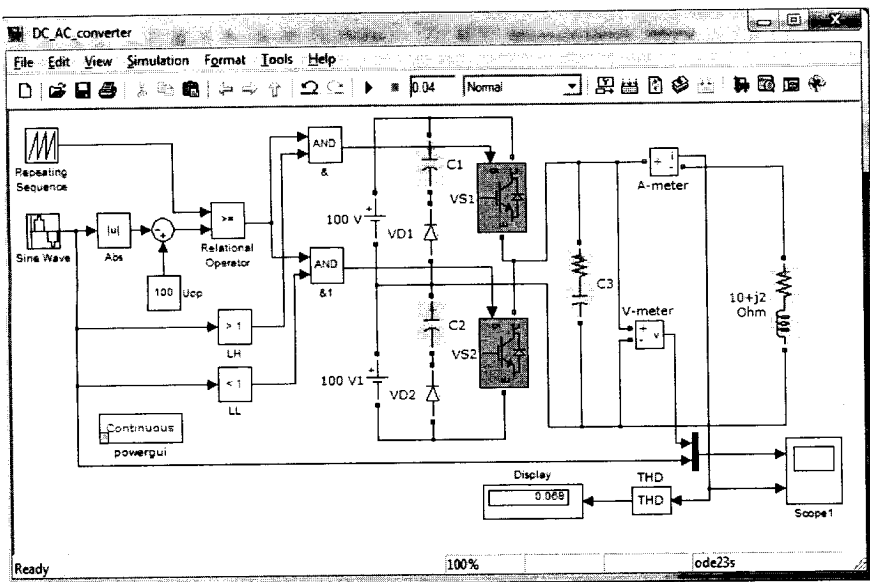 DC_AC_converter
File Edit View Simulation Format Tools Help
0.04 Normal
Repeating
Sequence
Sine Wave
|u|
Abs
>=
Relational
Operator
100 Uop
AND
&
AND
&1
> 1
LH
< 1
LL
Continuous
powergui
100 V
100 V1
C1
VD1
C2
VD2
VS1
VS2
C3
i
A-meter
V-meter
v
10+j2
Ohm
Display
0.069
THD
THD
Scope1
Ready 100% ode23s